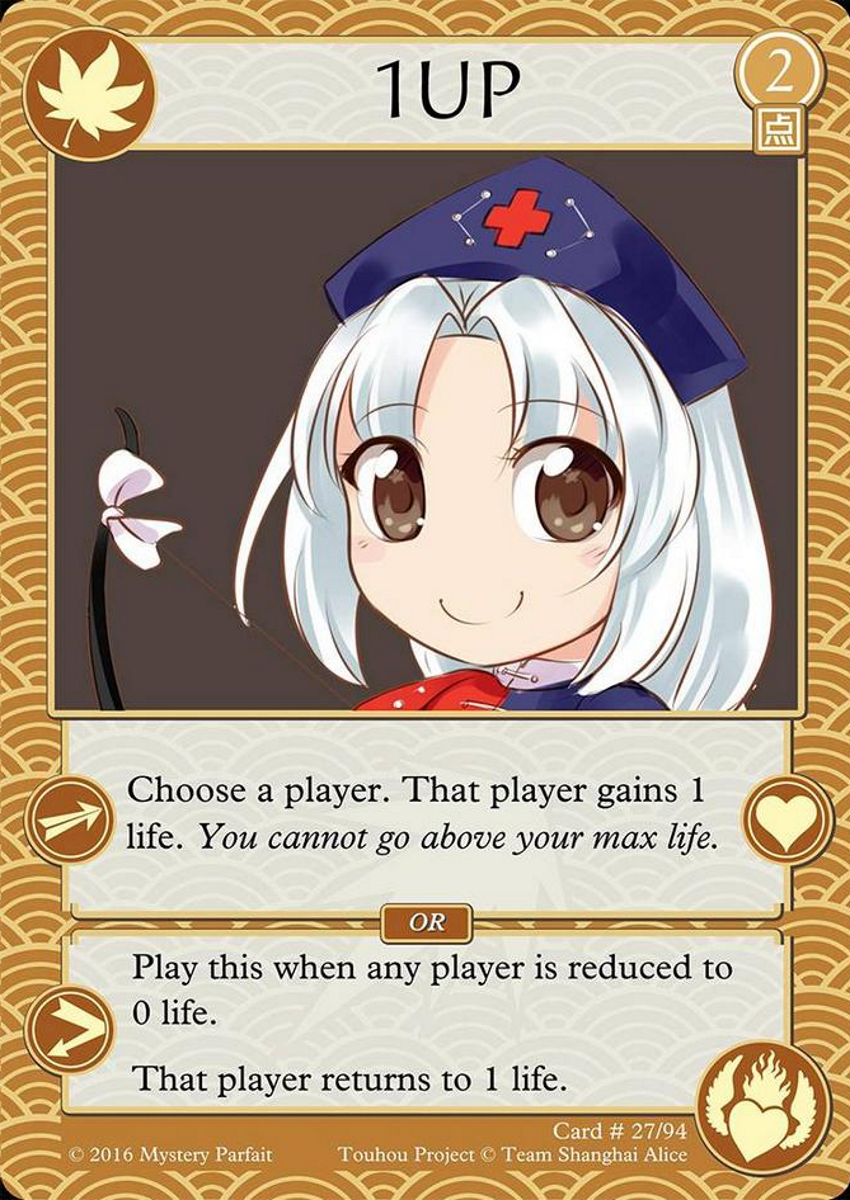 1UP
2
点
Choose a player. That player gains 1
life. You cannot go above your max life.
OR
Play this when any player is reduced to
0 life.
That player returns to 1 life.
Card # 27/94
© 2016 Mystery Parfait
Touhou Project © Team Shanghai Alice